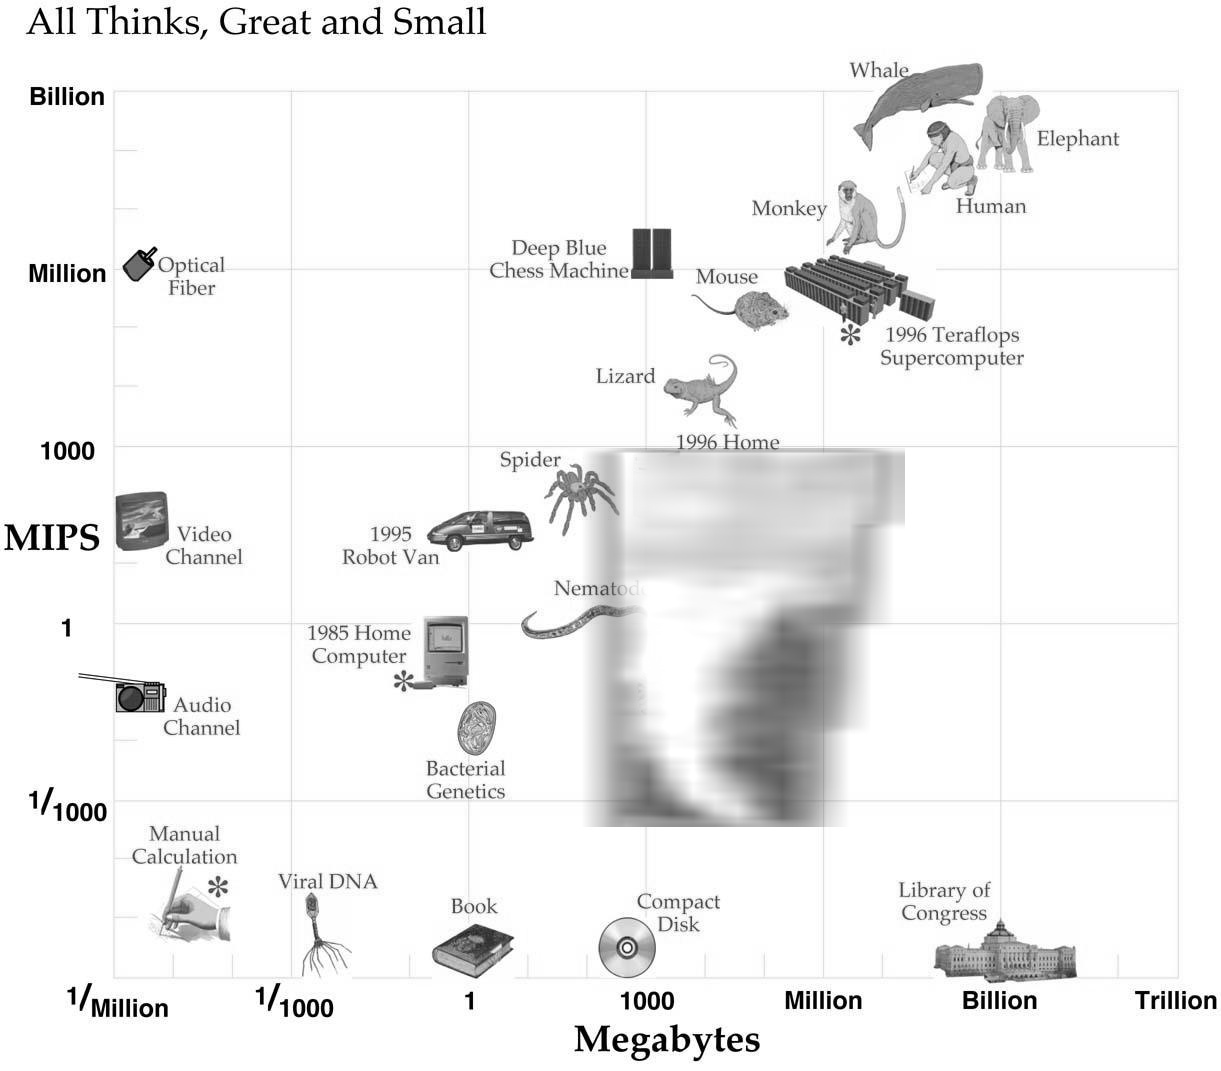 All Thinks, Great and Small
Whale
Billion
Elephant
Monkey
Human
Deep Blue
Chess Machine
Optical
Fiber
Million
Mouse
1996 Teraflops
Supercomputer
Lizard
1996 Home
1000
Spider
MIPS
Video
Channel
1995
Robot Van
1
1985 Home
Computer
*
Audio
Channel
Bacterial
Genetics
1/1000
Manual
Calculation
*
Viral DNA
Book
Compact
Disk
Library of
Congress
1/Million
1/1000
1
1000
Million
Billion
Trillion
Megabytes